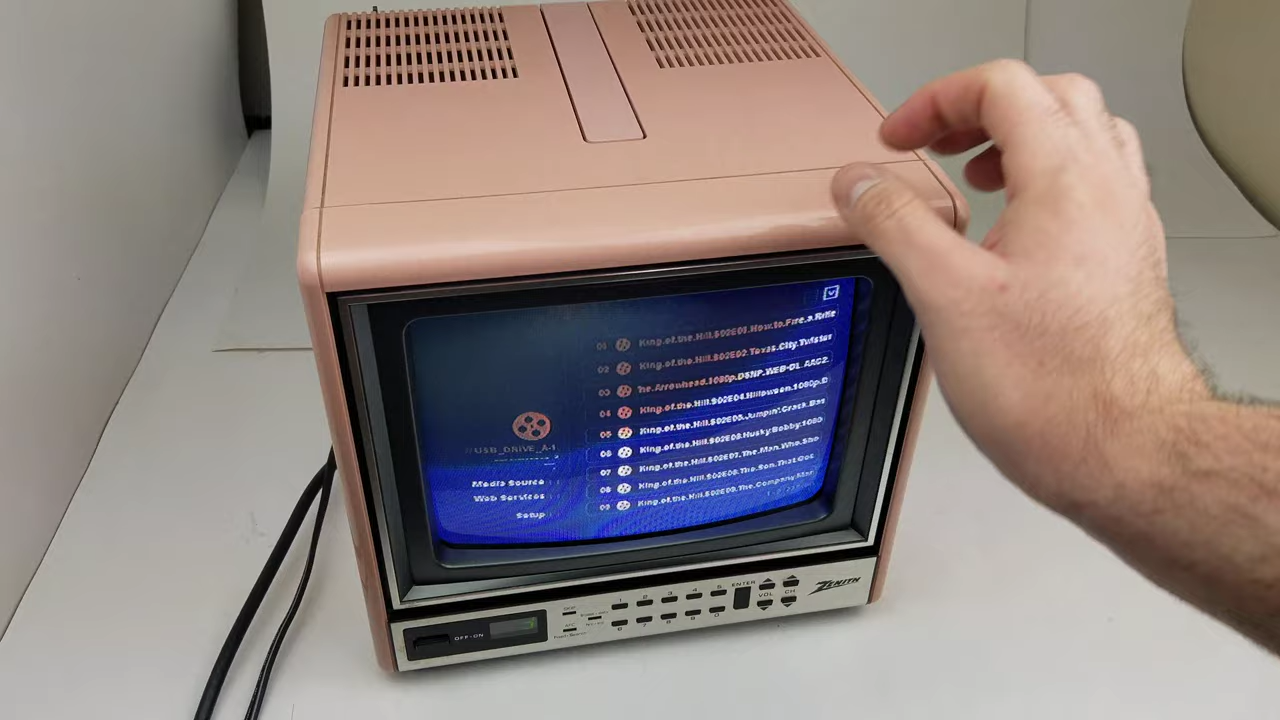 01 King.of.the.Hill.S02E01.How.to.Fire.a.Rifle
02 King.of.the.Hill.S02E02.Texas.City.Twister
03 he.Arrowhead.1080p.DSNP.WEB-DL.AAC2.
04 King.of.the.Hill.S02E04.Hilloween.1080p.D
05 King.of.the.Hill.S02E05.Jumpin'.Crack.Bas
06 King.of.the.Hill.S02E06.Husky.Bobby.1080
07 King.of.the.Hill.S02E07.The.Man.Who.Sho
08 King.of.the.Hill.S02E08.The.Son.That.Got.
09 King.of.the.Hill.S02E09.The.Company.Man
USB_DRIVE_A-1
Media Source
Web Services
Setup
OFF-ON
AFC
1 2 3 4 5 ENTER
6 7 8 9 0
VOL CH
ZENITH